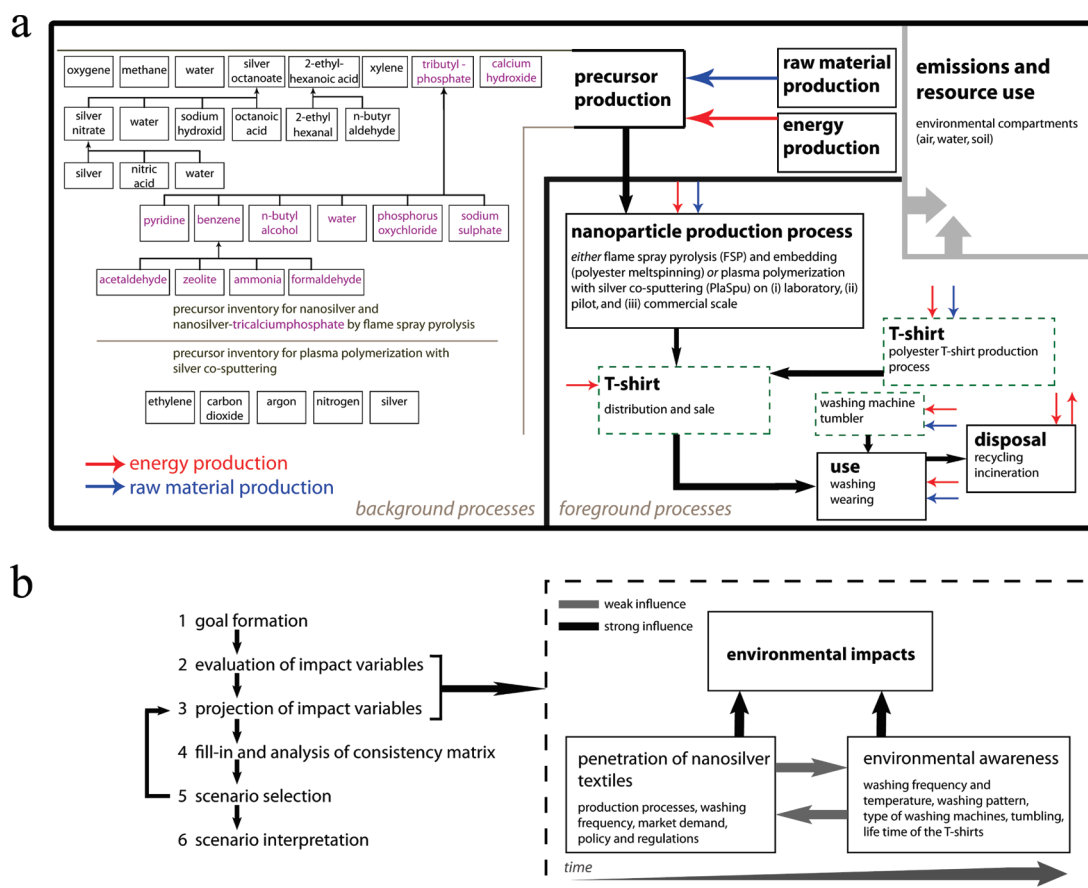 a
oxygene
methane
water
silver
octanoate
2-ethyl-
hexanoic acid
xylene
tributyl -
phosphate
calcium
hydroxide
silver
nitrate
water
sodium
hydroxid
octanoic
acid
2-ethyl
hexanal
n-butyr
aldehyde
silver
nitric
acid
water
pyridine
benzene
n-butyl
alcohol
water
phosphorus
oxychloride
sodium
sulphate
acetaldehyde
zeolite
ammonia
formaldehyde
precursor inventory for nanosilver and
nanosilver-tricalciumphosphate by flame spray pyrolysis
precursor inventory for plasma polymerization with
silver co-sputtering
ethylene
carbon
dioxide
argon
nitrogen
silver
energy production
raw material production
background processes
precursor
production
raw material
production
energy
production
emissions and
resource use
environmental compartments
(air, water, soil)
nanoparticle production process
either flame spray pyrolysis (FSP) and embedding
(polyester meltspinning) or plasma polymerization
with silver co-sputtering (PlaSpu) on (i) laboratory, (ii)
pilot, and (iii) commercial scale
T-shirt
polyester T-shirt production
process
T-shirt
distribution and sale
washing machine
tumbler
use
washing
wearing
disposal
recycling
incineration
foreground processes
b
1 goal formation
2 evaluation of impact variables
3 projection of impact variables
4 fill-in and analysis of consistency matrix
5 scenario selection
6 scenario interpretation
weak influence
strong influence
environmental impacts
penetration of nanosilver
textiles
production processes, washing
frequency, market demand,
policy and regulations
environmental awareness
washing frequency and
temperature, washing pattern,
type of washing machines, tumbling,
life time of the T-shirts
time